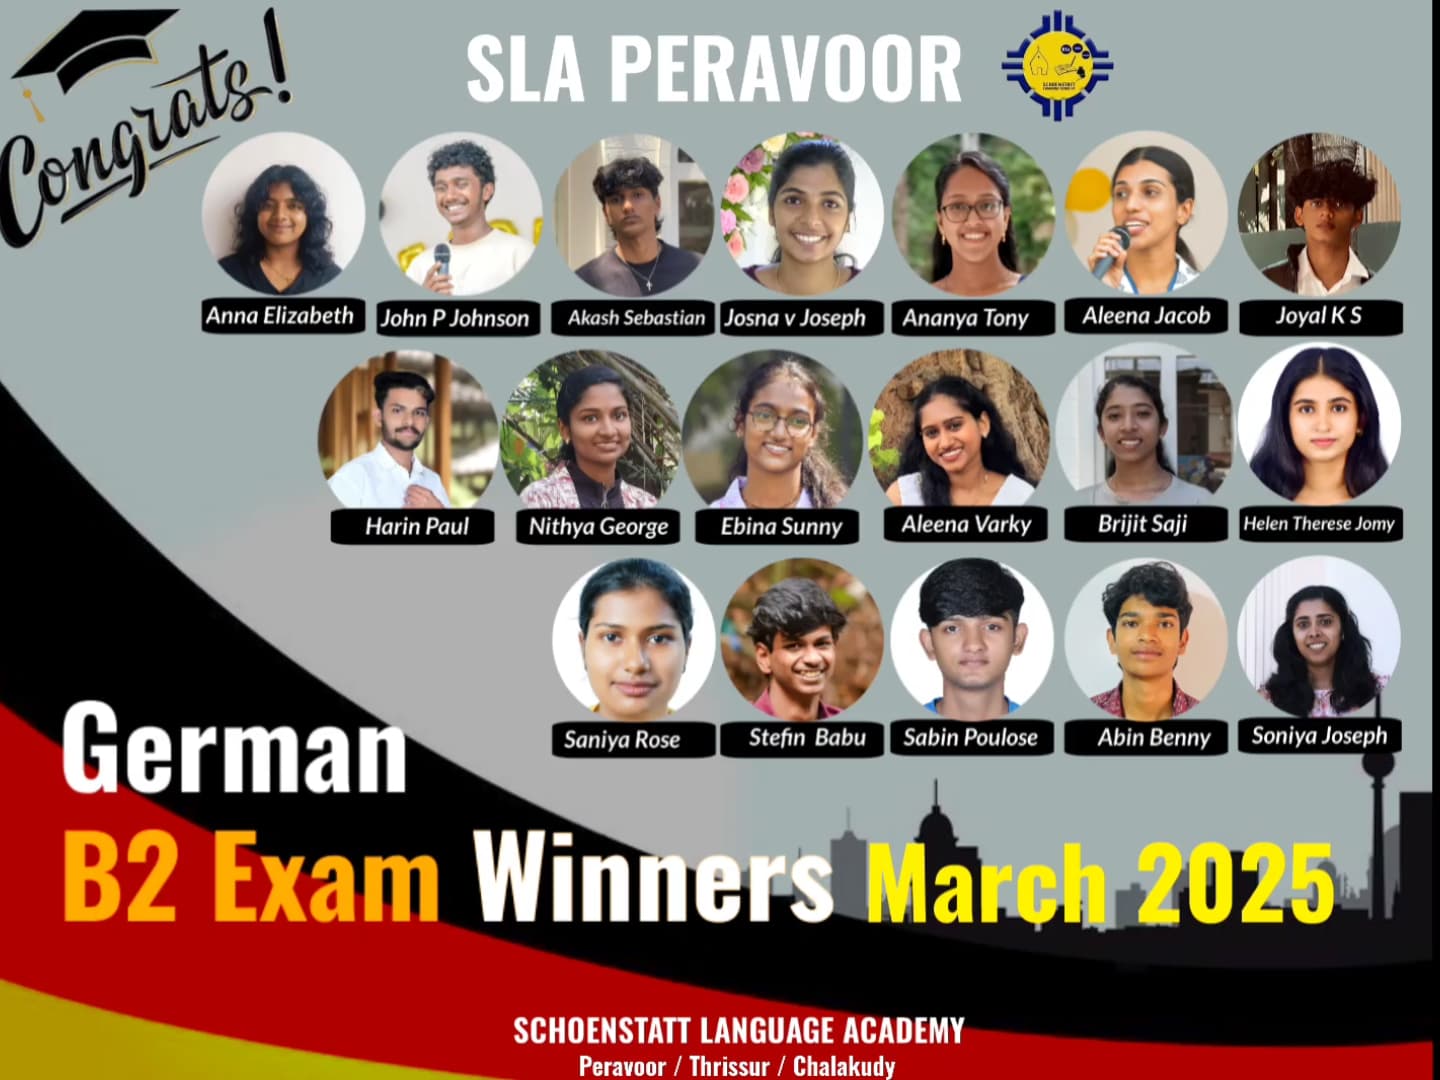 Congrats!
SLA PERAVOOR
SCHOENSTATT
Anna Elizabeth
John P Johnson
Akash Sebastian
Josna v Joseph
Ananya Tony
Aleena Jacob
Joyal K S
Harin Paul
Nithya George
Ebina Sunny
Aleena Varky
Brijit Saji
Helen Therese Jomy
Saniya Rose
Stefin Babu
Sabin Poulose
Abin Benny
Soniya Joseph
German
B2 Exam Winners March 2025
SCHOENSTATT LANGUAGE ACADEMY
Peravoor / Thrissur / Chalakudy